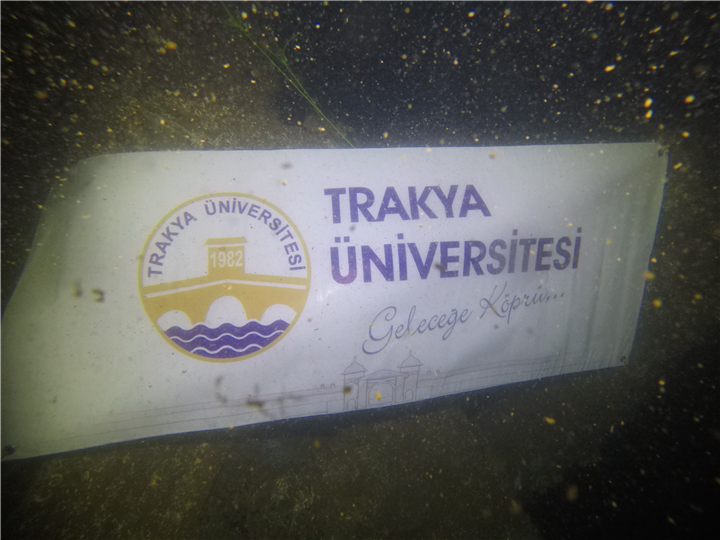 TRAKYA ÜNİVERSİTESİ
1982
TRAKYA
ÜNİVERSİTESİ
Geleceğe Köprü...